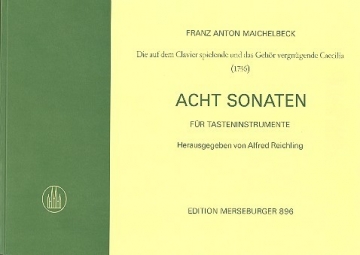 FRANZ ANTON MAICHELBECK
Die auf dem Clavier spielende und das Gehör vergnügende Caecilia
(1736)
ACHT SONATEN
FÜR TASTENINSTRUMENTE
Herausgegeben von Alfred Reichling
EDITION MERSEBURGER 896